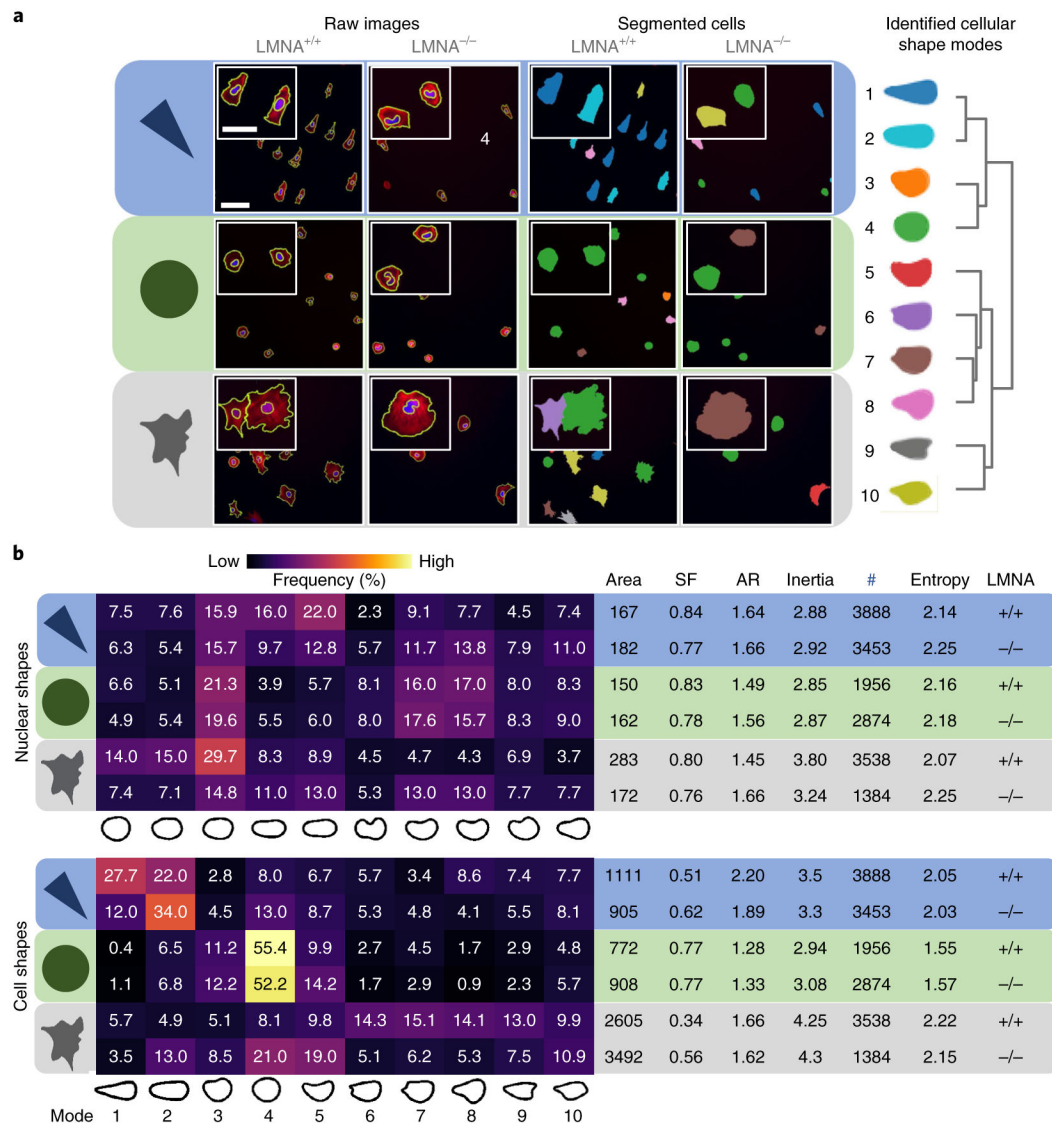 a
Raw images Segmented cells Identified cellular
LMNA+/+ LMNA–/– LMNA+/+ LMNA–/– shape modes
1
4
2
3
4
5
6
7
8
9
10
b
Low High
Frequency (%) Area SF AR Inertia # Entropy LMNA
Nuclear shapes
7.5 7.6 15.9 16.0 22.0 2.3 9.1 7.7 4.5 7.4 167 0.84 1.64 2.88 3888 2.14 +/+
6.3 5.4 15.7 9.7 12.8 5.7 11.7 13.8 7.9 11.0 182 0.77 1.66 2.92 3453 2.25 –/–
6.6 5.1 21.3 3.9 5.7 8.1 16.0 17.0 8.0 8.3 150 0.83 1.49 2.85 1956 2.16 +/+
4.9 5.4 19.6 5.5 6.0 8.0 17.6 15.7 8.3 9.0 162 0.78 1.56 2.87 2874 2.18 –/–
14.0 15.0 29.7 8.3 8.9 4.5 4.7 4.3 6.9 3.7 283 0.80 1.45 3.80 3538 2.07 +/+
7.4 7.1 14.8 11.0 13.0 5.3 13.0 13.0 7.7 7.7 172 0.76 1.66 3.24 1384 2.25 –/–
Cell shapes
27.7 22.0 2.8 8.0 6.7 5.7 3.4 8.6 7.4 7.7 1111 0.51 2.20 3.5 3888 2.05 +/+
12.0 34.0 4.5 13.0 8.7 5.3 4.8 4.1 5.5 8.1 905 0.62 1.89 3.3 3453 2.03 –/–
0.4 6.5 11.2 55.4 9.9 2.7 4.5 1.7 2.9 4.8 772 0.77 1.28 2.94 1956 1.55 +/+
1.1 6.8 12.2 52.2 14.2 1.7 2.9 0.9 2.3 5.7 908 0.77 1.33 3.08 2874 1.57 –/–
5.7 4.9 5.1 8.1 9.8 14.3 15.1 14.1 13.0 9.9 2605 0.34 1.66 4.25 3538 2.22 +/+
3.5 13.0 8.5 21.0 19.0 5.1 6.2 5.3 7.5 10.9 3492 0.56 1.62 4.3 1384 2.15 –/–
Mode 1 2 3 4 5 6 7 8 9 10